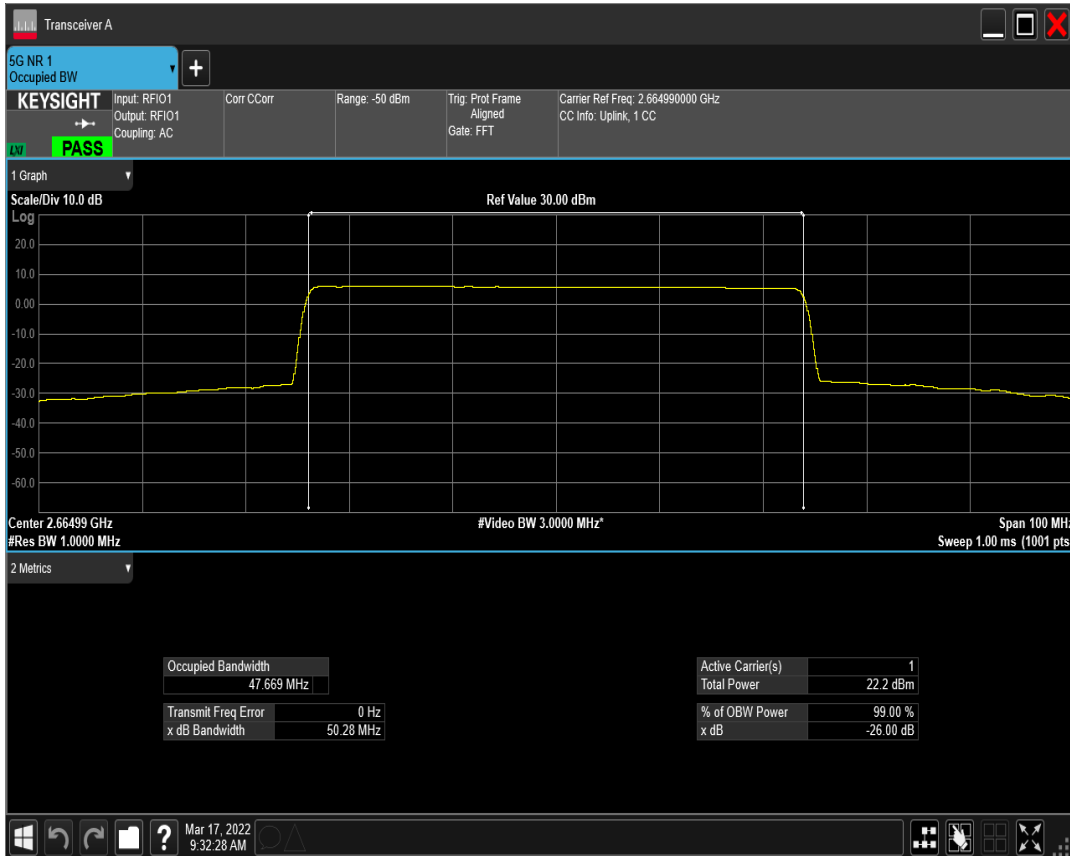 Transceiver A
5G NR 1
Occupied BW
+
KEYSIGHT
Input: RFIO1
Output: RFIO1
Coupling: AC
Corr CCorr
Range: -50 dBm
Trig: Prot Frame
Aligned
Gate: FFT
Carrier Ref Freq: 2.664990000 GHz
CC Info: Uplink, 1 CC
LXI
PASS
1 Graph
Scale/Div 10.0 dB
Ref Value 30.00 dBm
Log
20.0
10.0
0.00
-10.0
-20.0
-30.0
-40.0
-50.0
-60.0
Center 2.66499 GHz
#Video BW 3.0000 MHz*
Span 100 MHz
#Res BW 1.0000 MHz
Sweep 1.00 ms (1001 pts
2 Metrics
Occupied Bandwidth
47.669 MHz
Transmit Freq Error 0 Hz
x dB Bandwidth 50.28 MHz
Active Carrier(s) 1
Total Power 22.2 dBm
% of OBW Power 99.00 %
x dB -26.00 dB
?
Mar 17, 2022
9:32:28 AM